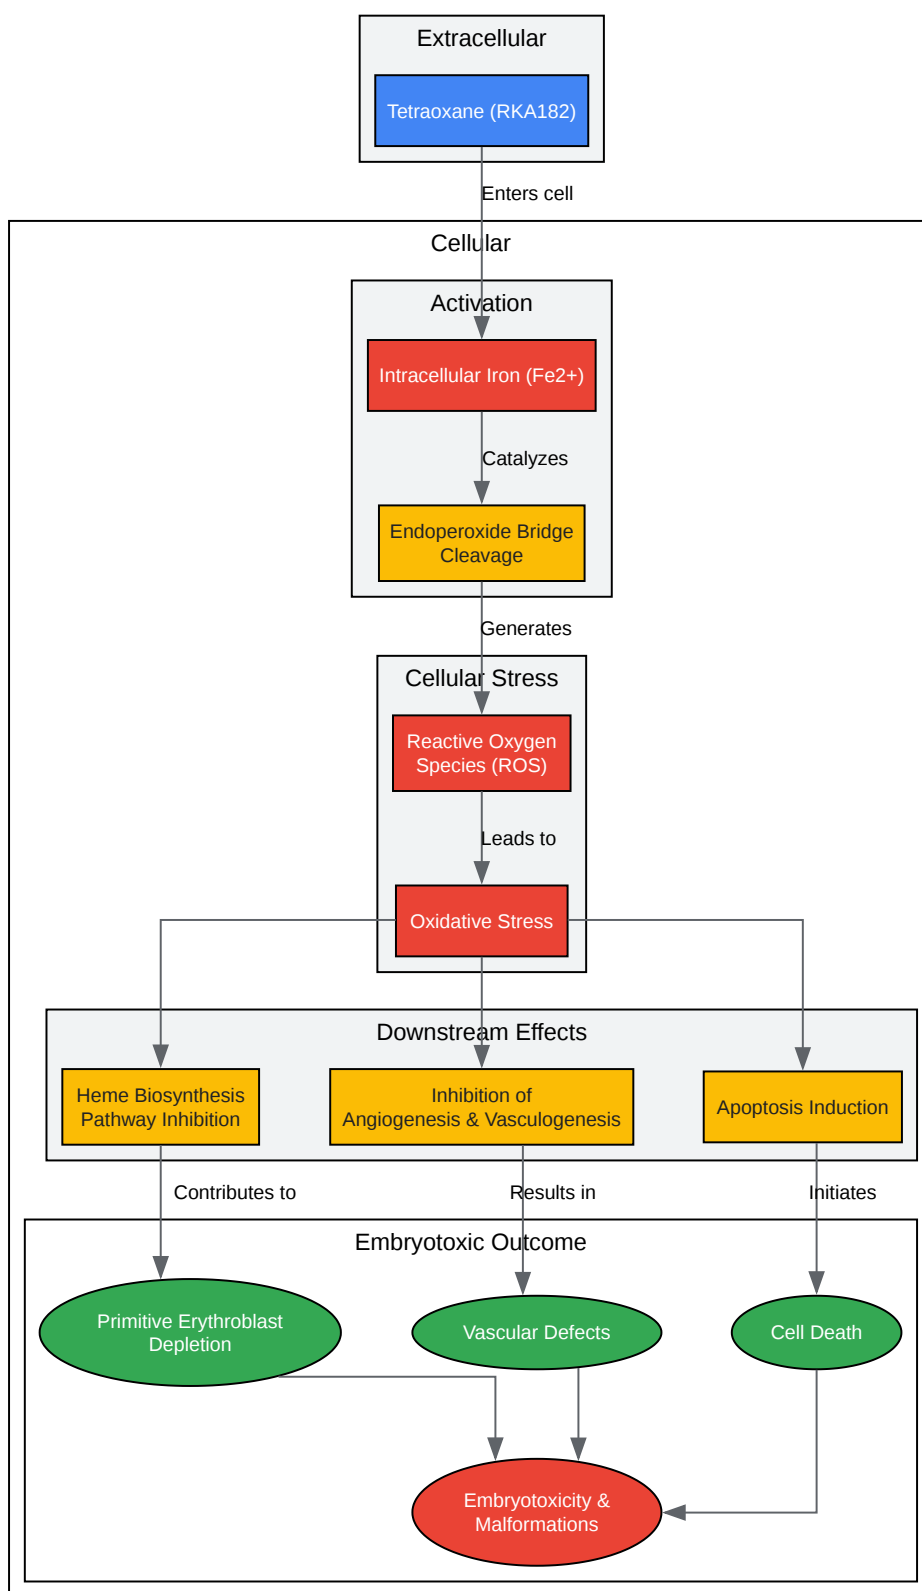 Extracellular
Tetraoxane (RKA182)
Enters cell
Cellular
Activation
Intracellular Iron (Fe2+)
Catalyzes
Endoperoxide Bridge
Cleavage
Generates
Cellular Stress
Reactive Oxygen
Species (ROS)
Leads to
Oxidative Stress
Downstream Effects
Heme Biosynthesis
Pathway Inhibition
Inhibition of
Angiogenesis & Vasculogenesis
Apoptosis Induction
Contributes to
Results in
Initiates
Embryotoxic Outcome
Primitive Erythroblast
Depletion
Vascular Defects
Cell Death
Embryotoxicity &
Malformations